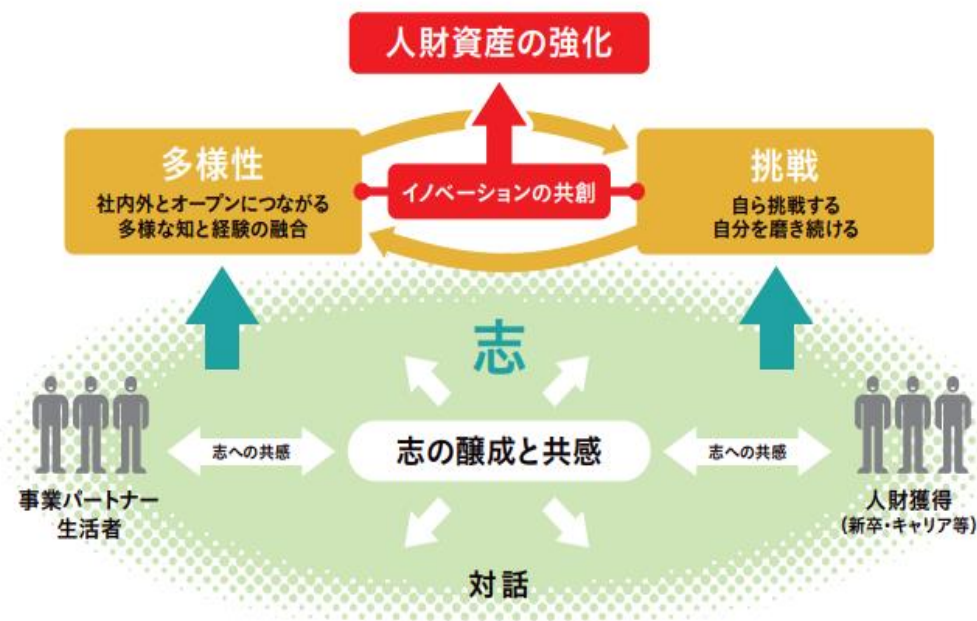 人財資産の強化
多様性
社内外とオープンにつながる
多様な知と経験の融合
イノベーションの共創
挑戦
自ら挑戦する
自分を磨き続ける
志
志への共感
志の醸成と共感
志への共感
事業パートナー
生活者
人財獲得
(新卒・キャリア等)
対話